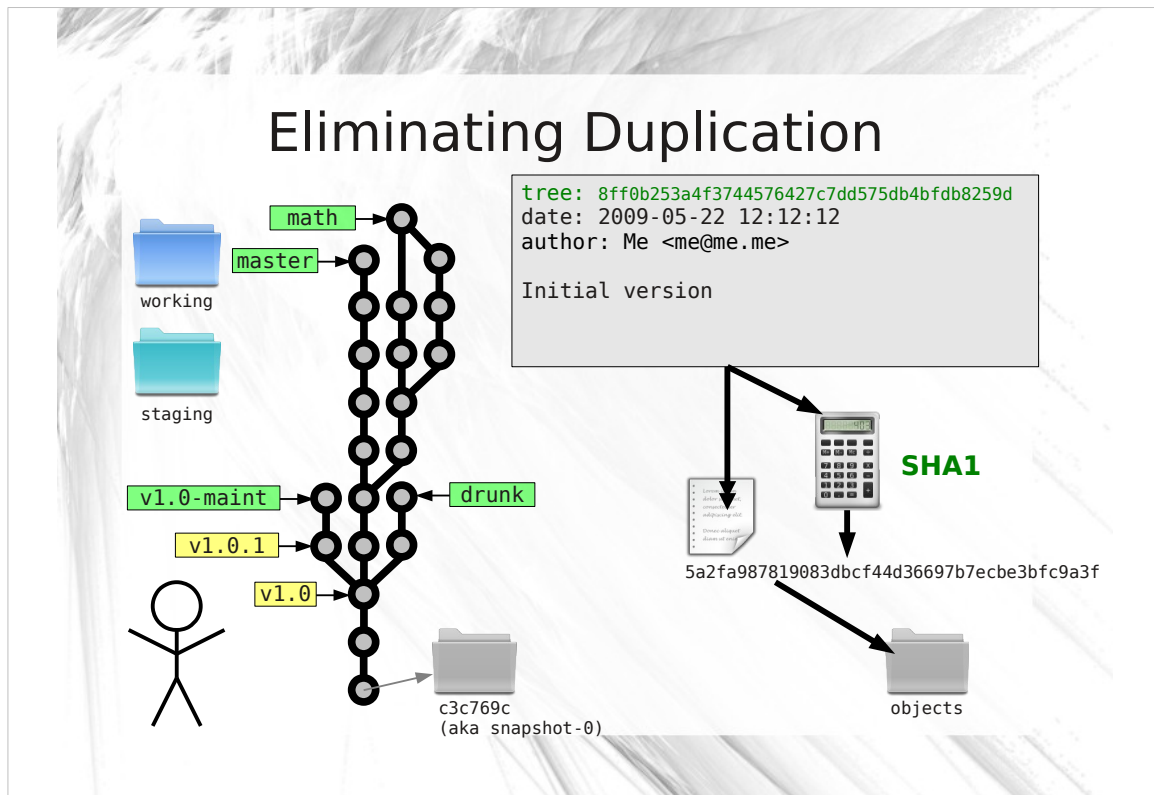 Eliminating Duplication
tree: 8ff0b253a4f3744576427c7dd575db4bfdb8259d
date: 2009-05-22 12:12:12
author: Me <me@me.me>
Initial version
math
master
working
staging
v1.0-maint
drunk
v1.0.1
v1.0
SHA1
5a2fa987819083dbcf44d36697b7ecbe3bfc9a3f
c3c769c
(aka snapshot-0)
objects